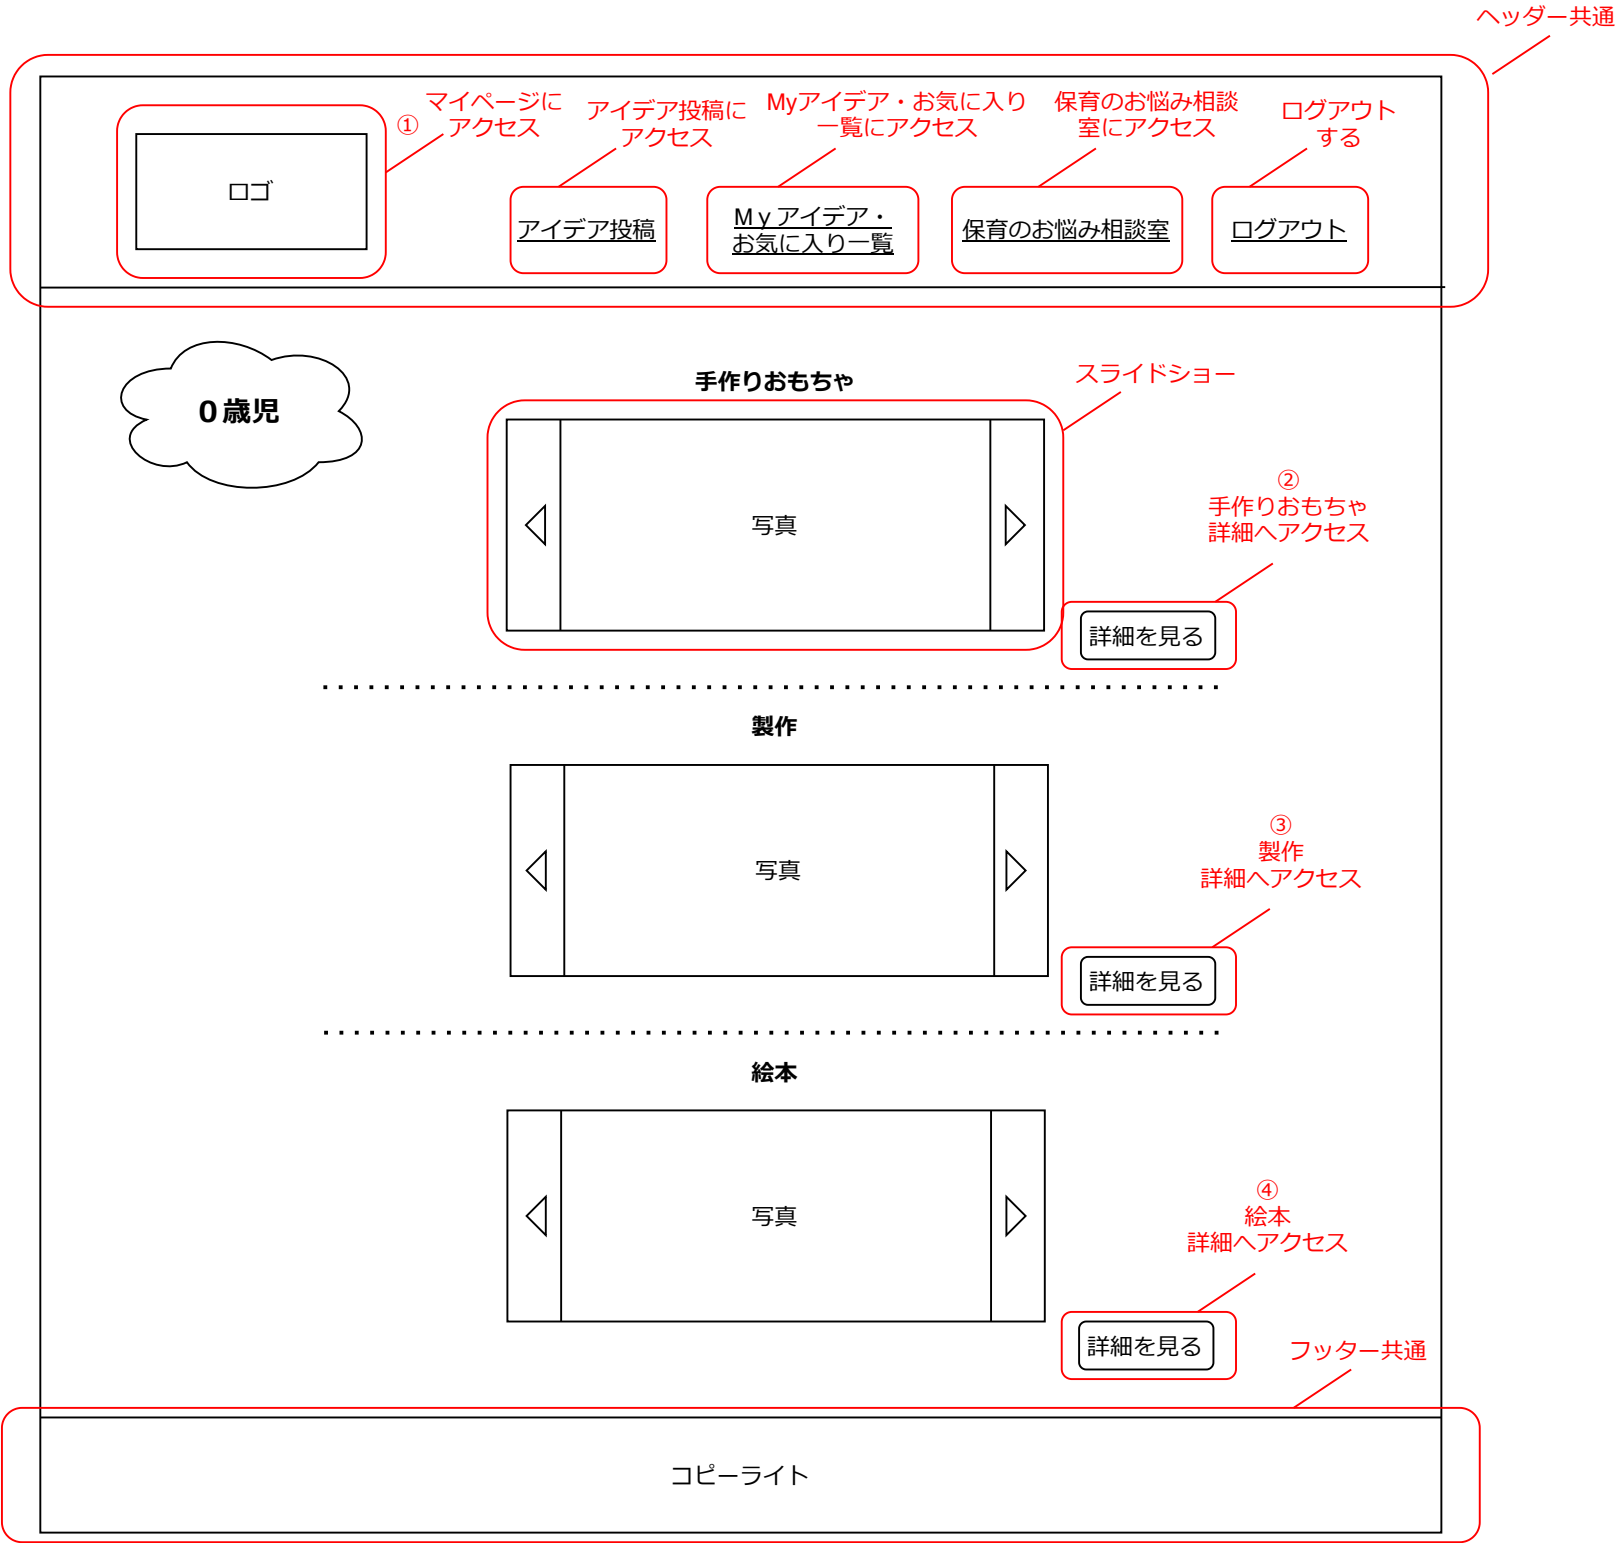 ヘッダー共通
①
マイページに
アクセス
アイデア投稿に
アクセス
Myアイデア・お気に入り
一覧にアクセス
保育のお悩み相談
室にアクセス
ログアウト
する
ロゴ
アイデア投稿
Ｍｙアイデア・
お気に入り一覧
保育のお悩み相談室
ログアウト
０歳児
手作りおもちゃ
スライドショー
写真
②
手作りおもちゃ
詳細へアクセス
詳細を見る
製作
写真
③
製作
詳細へアクセス
詳細を見る
絵本
写真
④
絵本
詳細へアクセス
詳細を見る
フッター共通
コピーライト